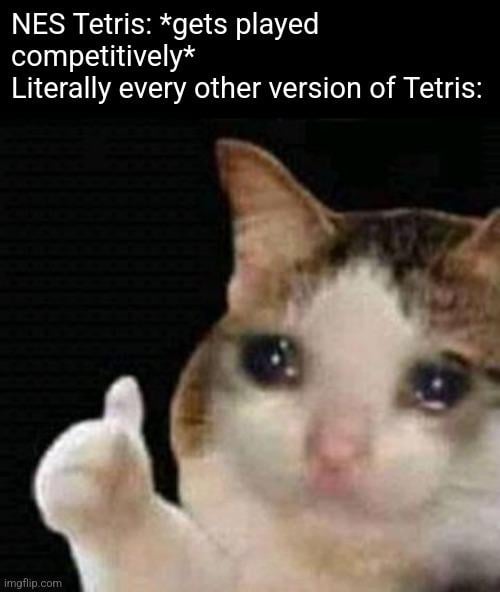 NES Tetris: *gets played
competitively*
Literally every other version of Tetris:
imgflip.com